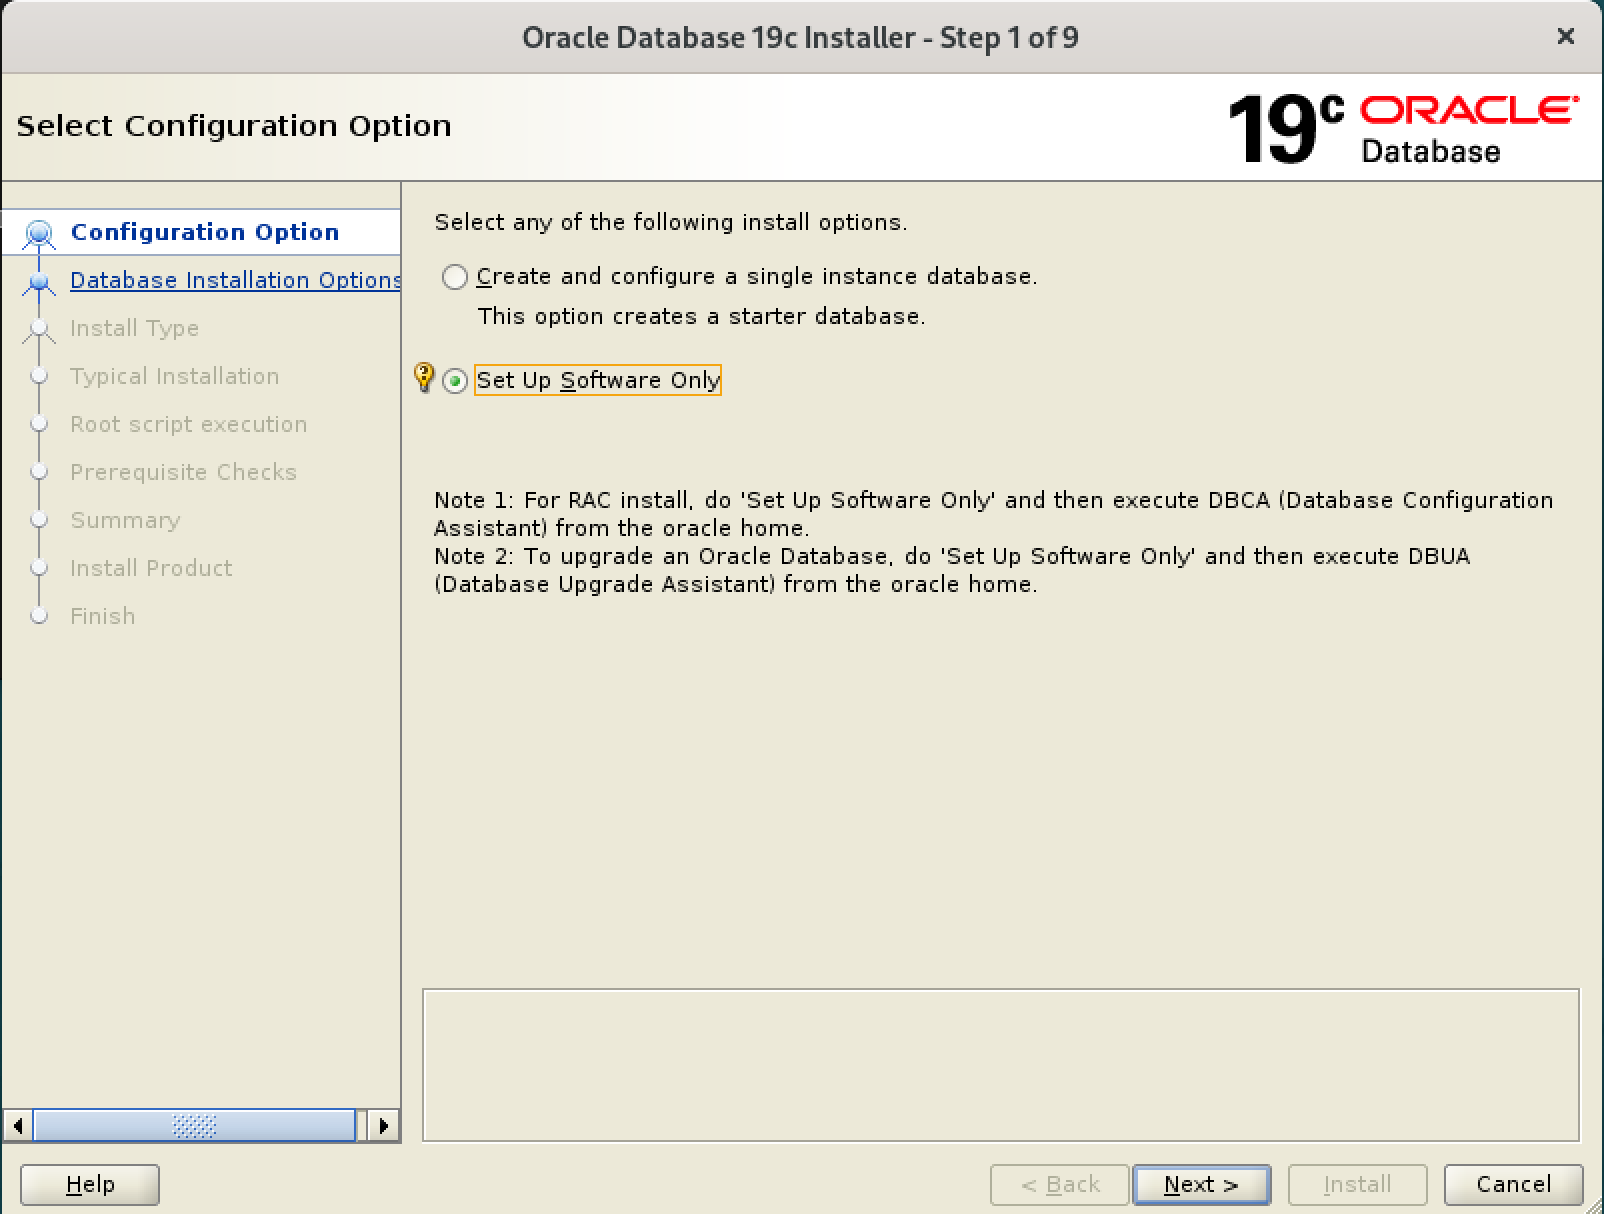 Oracle Database 19c Installer - Step 1 of 9
×
Select Configuration Option
19c ORACLE
Database
Configuration Option
Database Installation Options
Install Type
Typical Installation
Root script execution
Prerequisite Checks
Summary
Install Product
Finish
Select any of the following install options.
Create and configure a single instance database.
This option creates a starter database.
Set Up Software Only
Note 1: For RAC install, do 'Set Up Software Only' and then execute DBCA (Database Configuration
Assistant) from the oracle home.
Note 2: To upgrade an Oracle Database, do 'Set Up Software Only' and then execute DBUA
(Database Upgrade Assistant) from the oracle home.
Help
< Back
Next >
Install
Cancel